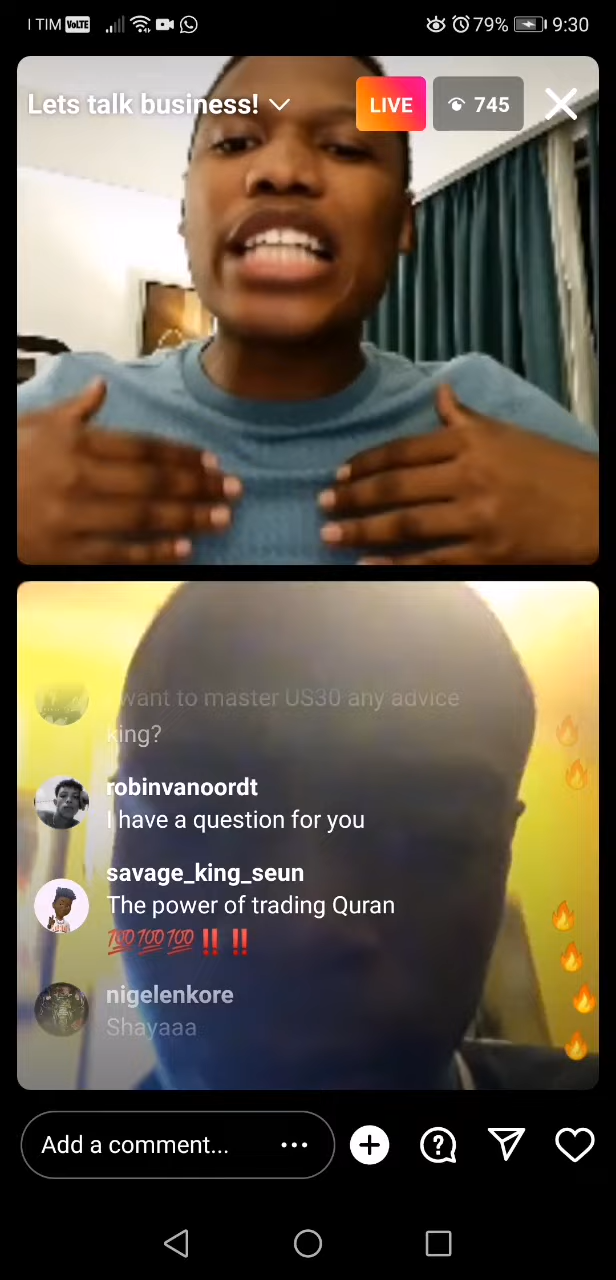 TIM VoLTE 79% 9:30
Lets talk business! LIVE 745
want to master US30 any advice
king?
robinvanoordt
I have a question for you
savage_king_seun
The power of trading Quran
💯💯💯‼️‼️
nigelenkore
Shayaaa
Add a comment...